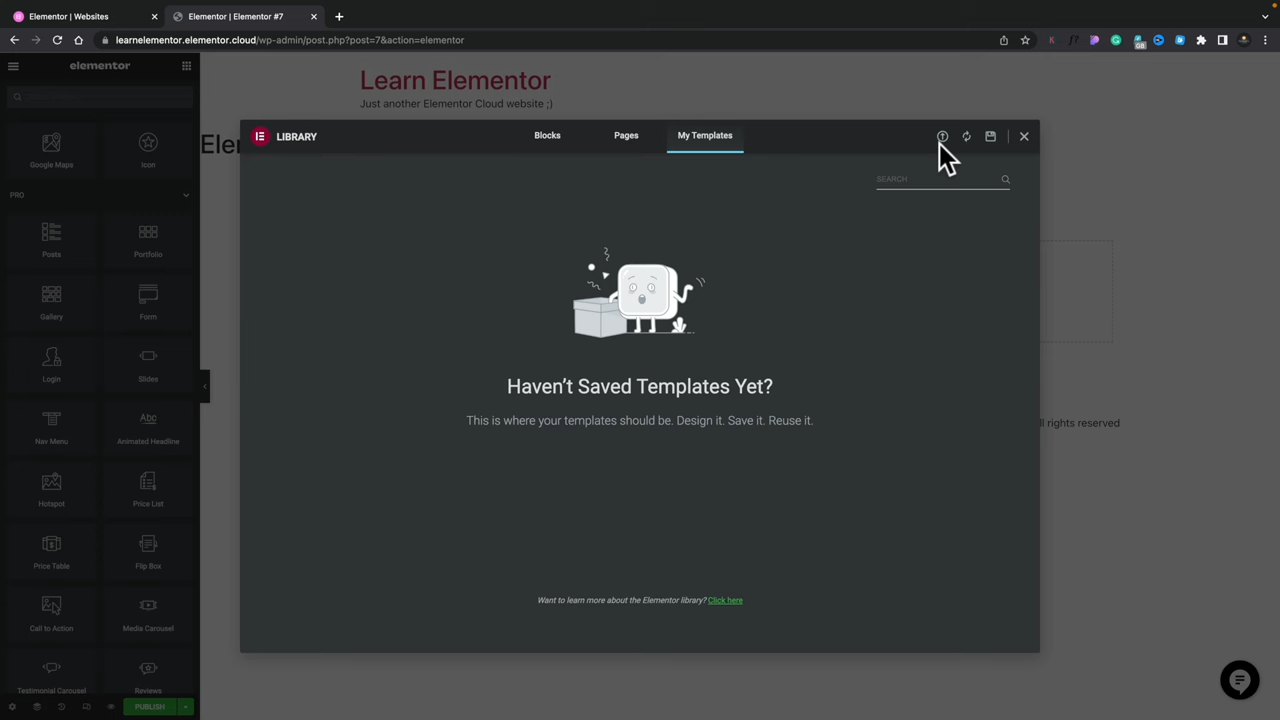 Elementor | Websites
Elementor | Elementor #7
learnelementor.elementor.cloud/wp-admin/post.php?post=7&action=elementor
elementor
Learn Elementor
Just another Elementor Cloud website ;)
LIBRARY
Blocks
Pages
My Templates
SEARCH
Google Maps
Icon
PRO
Posts
Portfolio
Gallery
Form
Login
Slides
Nav Menu
Abc
Animated Headline
Hotspot
Price List
Price Table
Flip Box
Call to Action
Media Carousel
Testimonial Carousel
Reviews
PUBLISH
Haven't Saved Templates Yet?
This is where your templates should be. Design it. Save it. Reuse it.
Want to learn more about the Elementor library? Click here
ll rights reserved